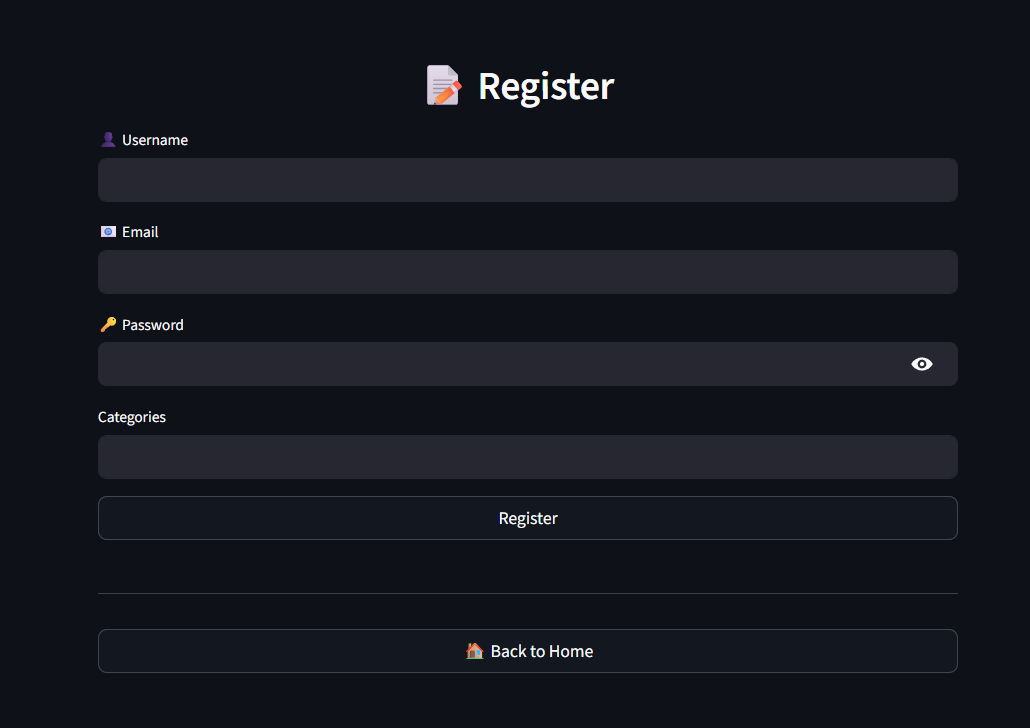 Register
Username
Email
Password
Categories
Register
Back to Home